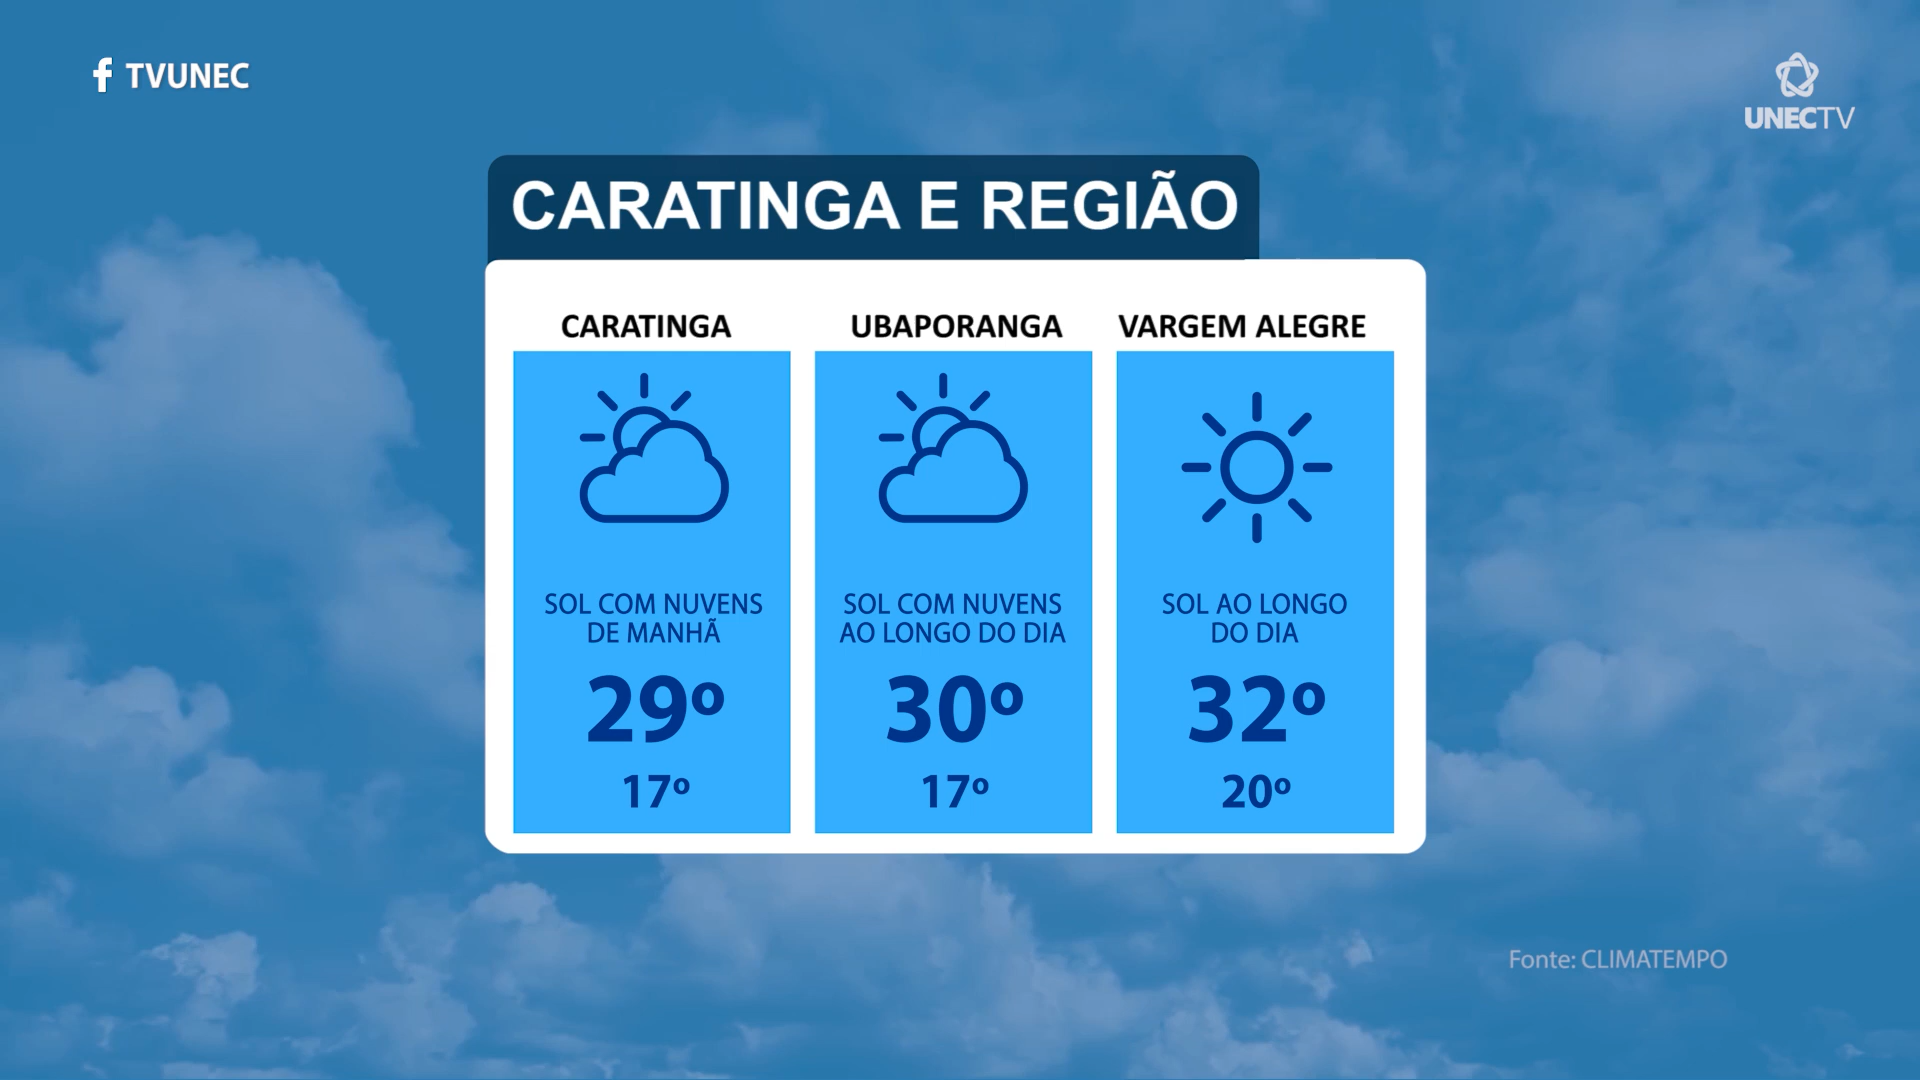 TVUNEC
UNECTV
CARATINGA E REGIÃO
CARATINGA
UBAPORANGA
VARGEM ALEGRE
SOL COM NUVENS
DE MANHÃ
29º
17º
SOL COM NUVENS
AO LONGO DO DIA
30º
17º
SOL AO LONGO
DO DIA
32º
20º
Fonte: CLIMATEMPO